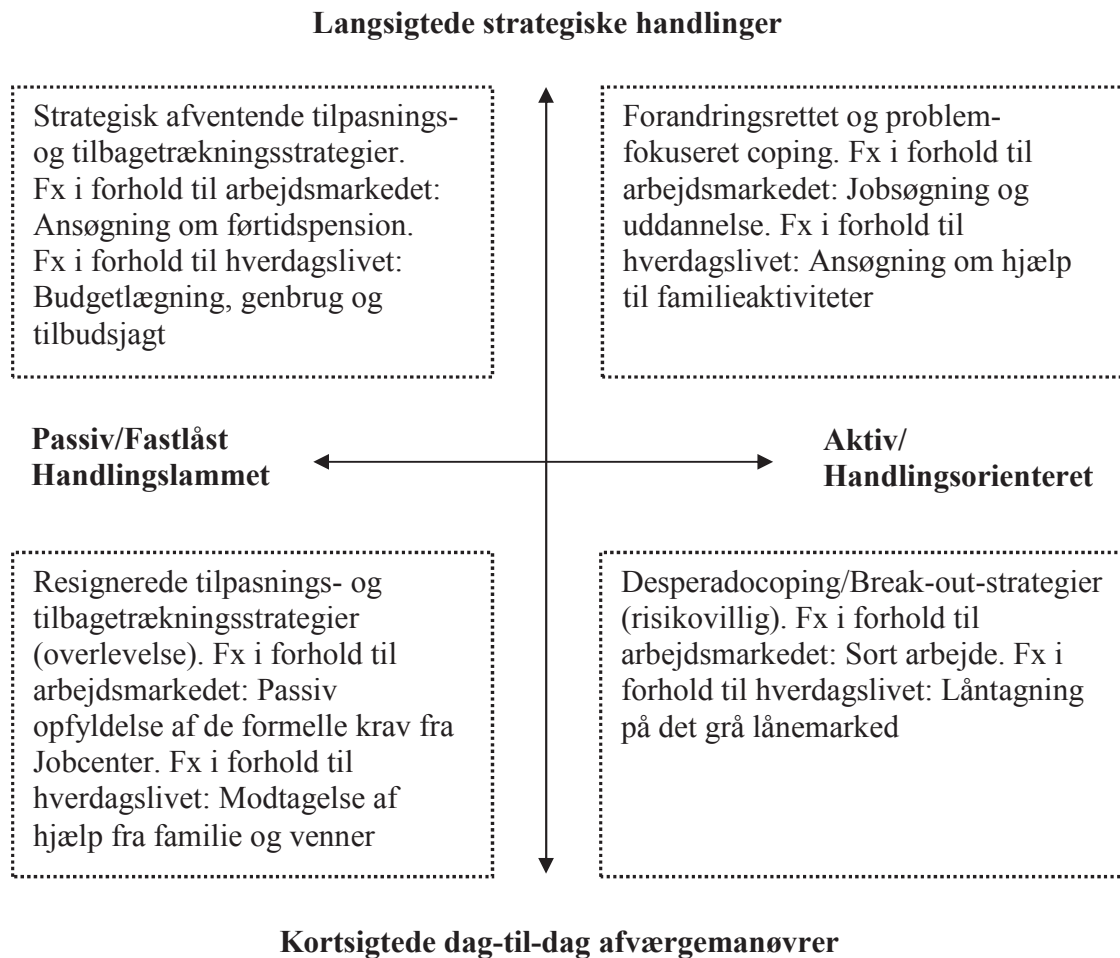 Langsigtede strategiske handlinger
Strategisk afventende tilpasnings-
og tilbagetrækningsstrategier.
Fx i forhold til arbejdsmarkedet:
Ansøgning om førtidspension.
Fx i forhold til hverdagslivet:
Budgetlægning, genbrug og
tilbudsjagt
Forandringsrettet og problem-
fokuseret coping. Fx i forhold til
arbejdsmarkedet: Jobsøgning og
uddannelse. Fx i forhold til
hverdagslivet: Ansøgning om hjælp
til familieaktiviteter
Passiv/Fastlåst
Handlingslammet
Aktiv/
Handlingsorienteret
Resignerede tilpasnings- og
tilbagetrækningsstrategier
(overlevelse). Fx i forhold til
arbejdsmarkedet: Passiv
opfyldelse af de formelle krav fra
Jobcenter. Fx i forhold til
hverdagslivet: Modtagelse af
hjælp fra familie og venner
Desperadocoping/Break-out-strategier
(risikovillig). Fx i forhold til
arbejdsmarkedet: Sort arbejde. Fx i
forhold til hverdagslivet: Låntagning
på det grå lånemarked
Kortsigtede dag-til-dag afværgemanøvrer